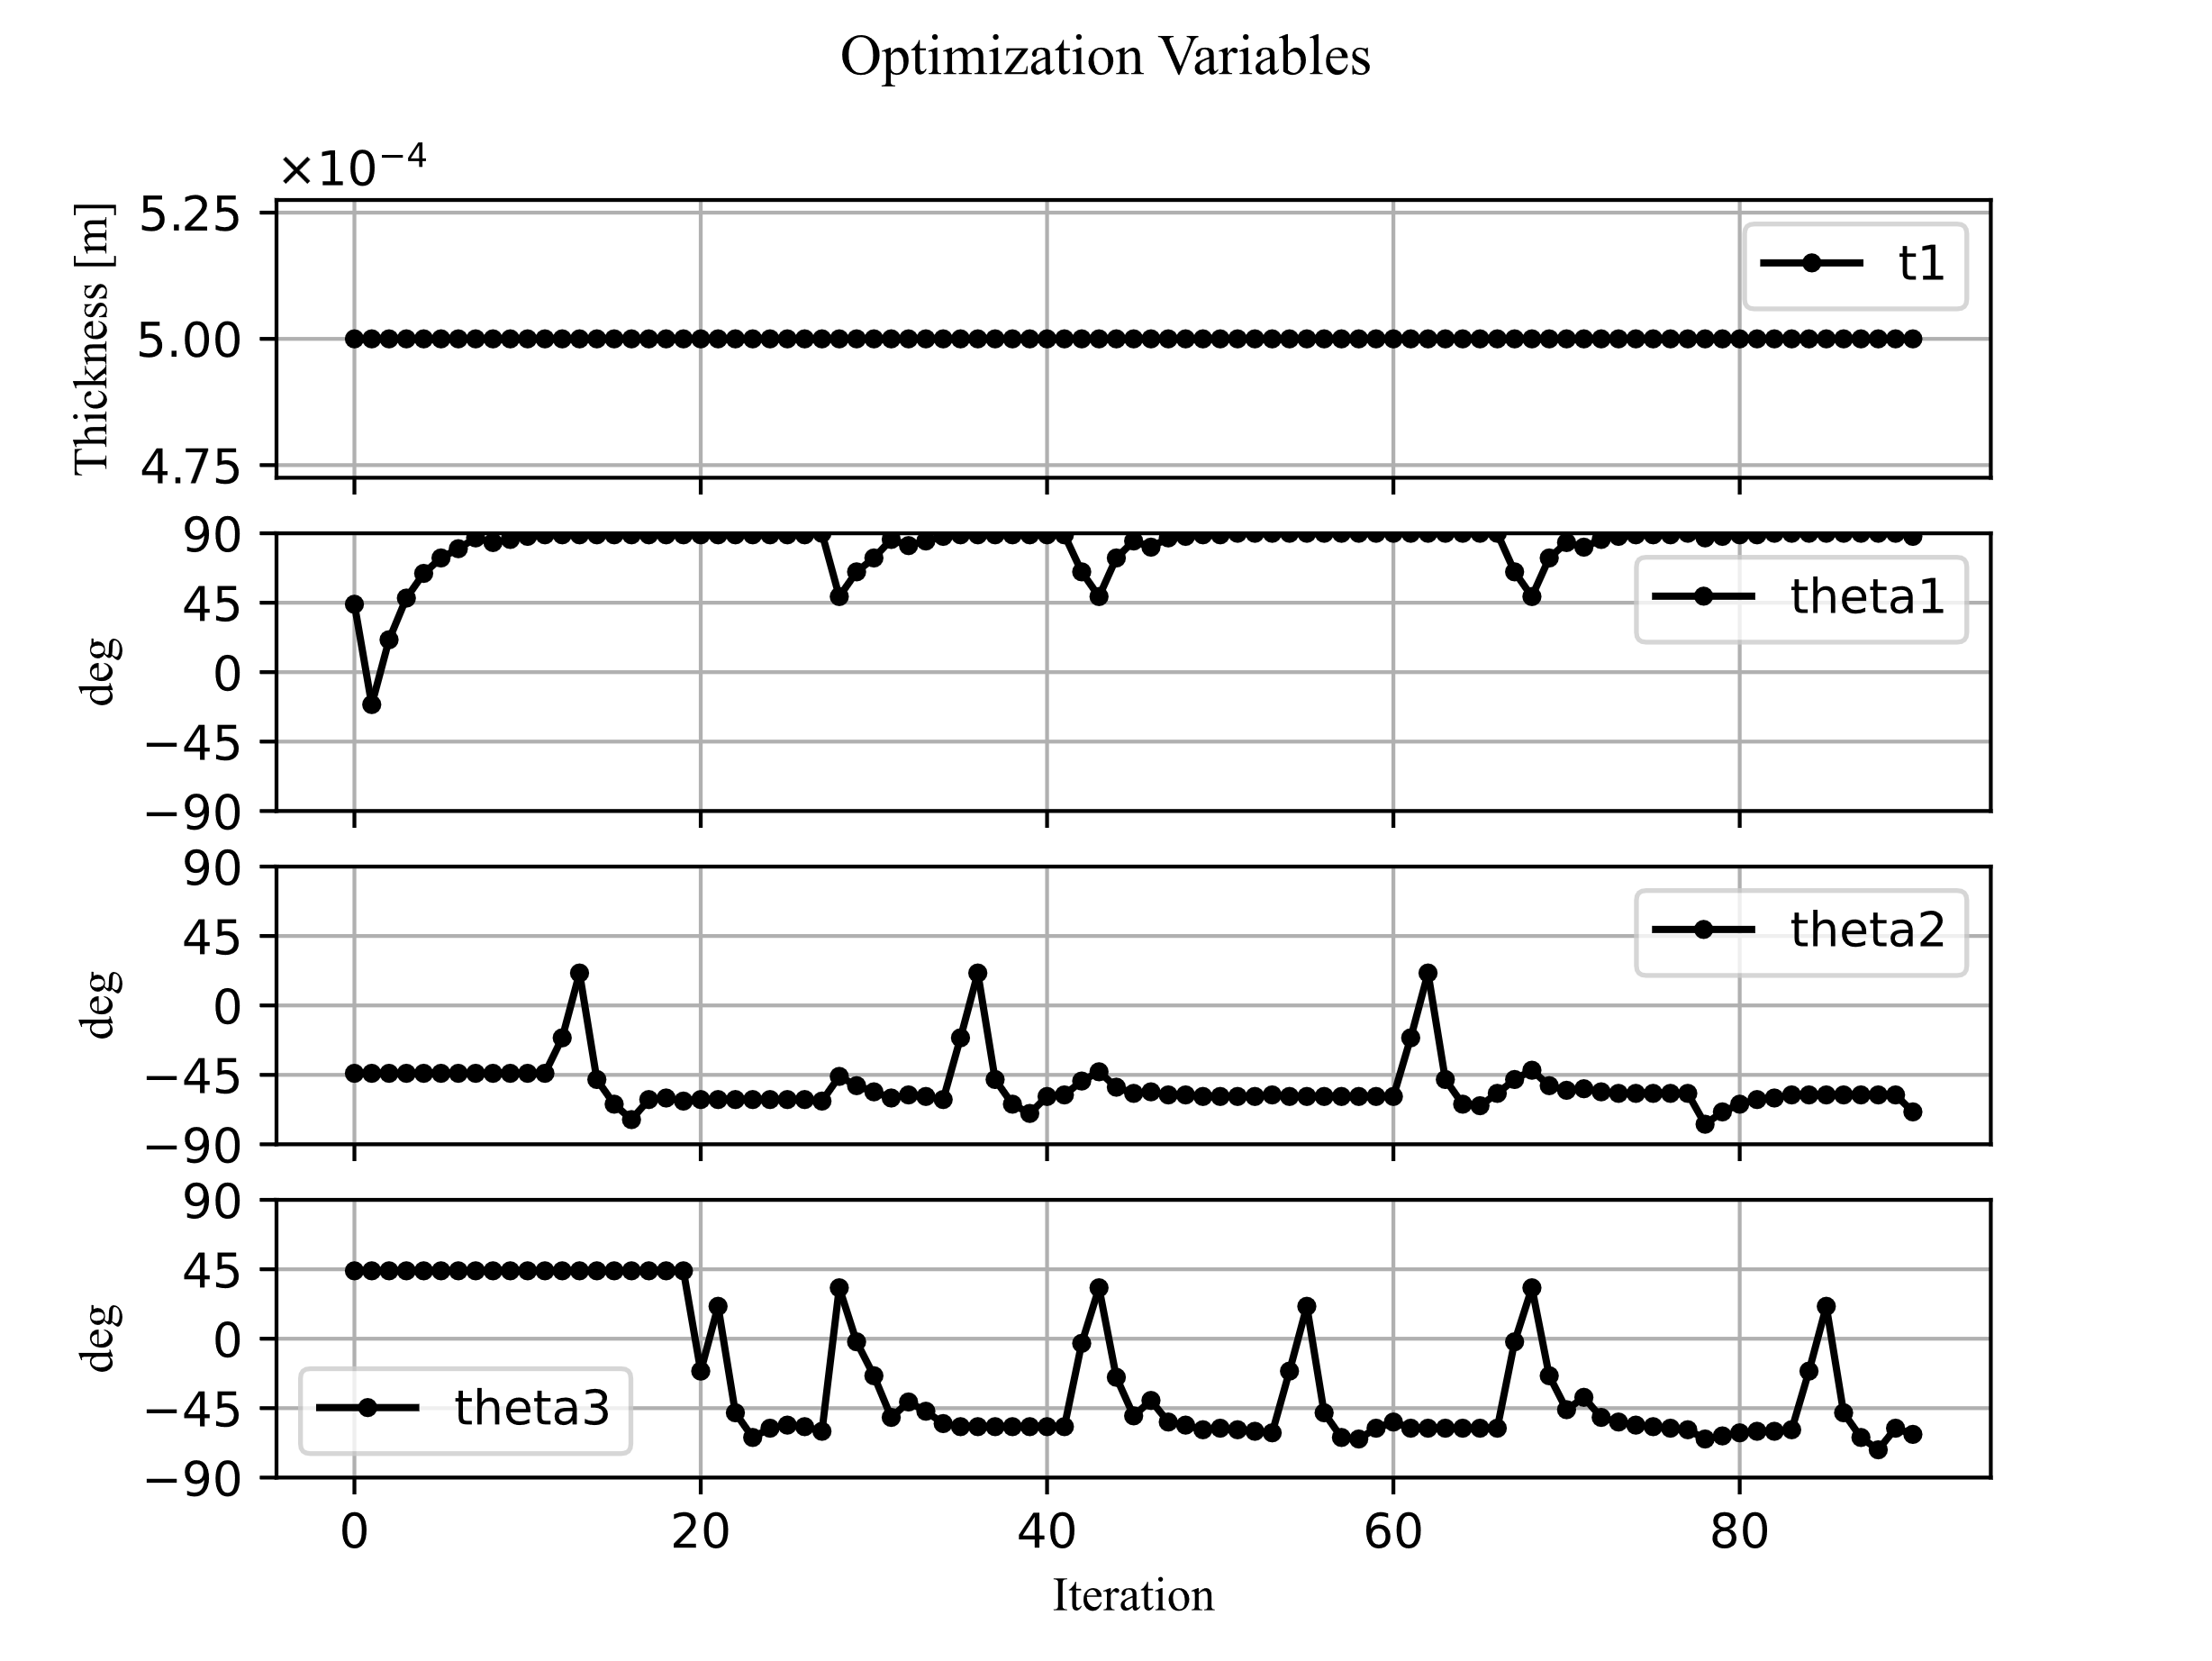 Optimization Variables
×10⁻⁴
5.25
5.00
4.75
Thickness [m]
t1
90
45
0
−45
−90
deg
theta1
90
45
0
−45
−90
deg
theta2
90
45
0
−45
−90
deg
theta3
0 20 40 60 80
Iteration